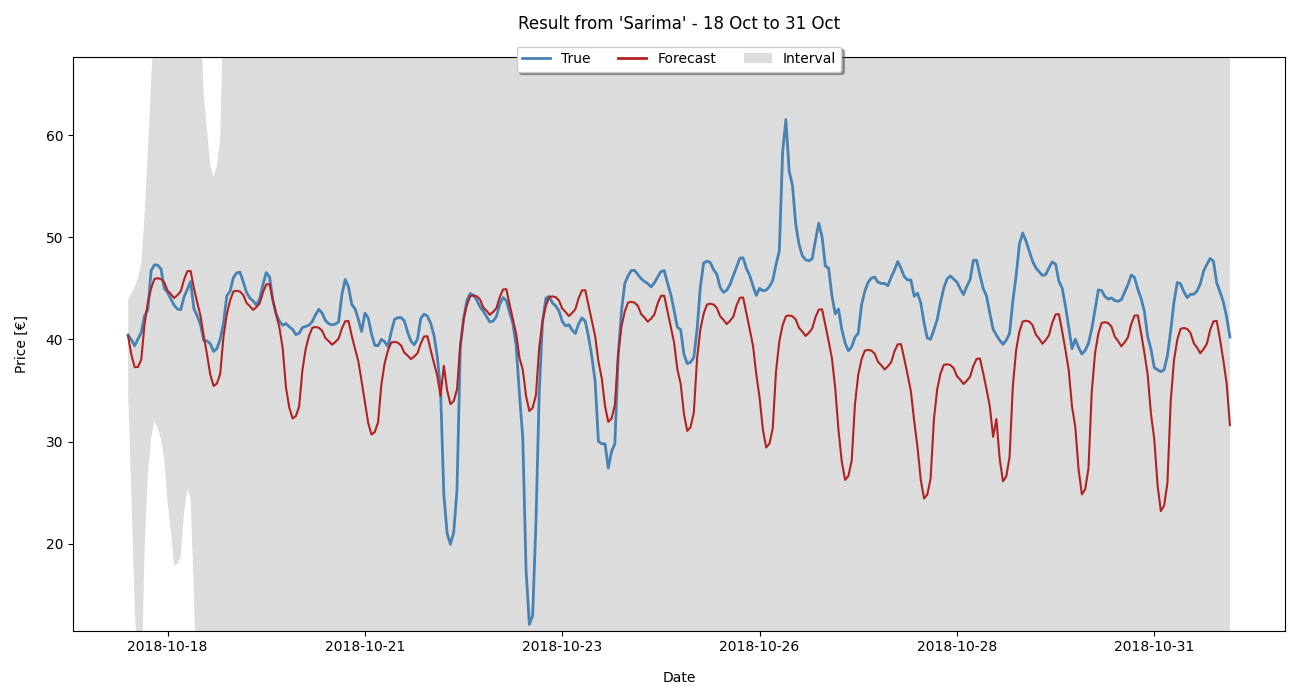 Result from 'Sarima' - 18 Oct to 31 Oct
True Forecast Interval
60
50
40
30
20
Price [€]
2018-10-18 2018-10-21 2018-10-23 2018-10-26 2018-10-28 2018-10-31
Date